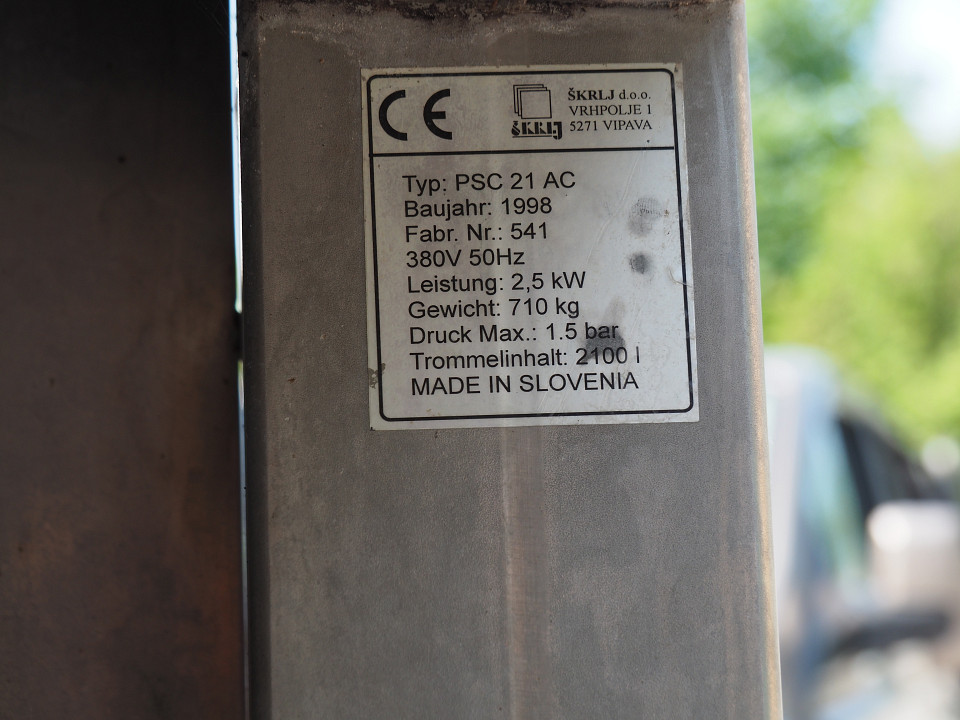 CE
ŠKRLJ
ŠKRLJ d.o.o.
VRHPOLJE 1
5271 VIPAVA
Typ: PSC 21 AC
Baujahr: 1998
Fabr. Nr.: 541
380V 50Hz
Leistung: 2,5 kW
Gewicht: 710 kg
Druck Max.: 1.5 bar
Trommelinhalt: 2100 l
MADE IN SLOVENIA